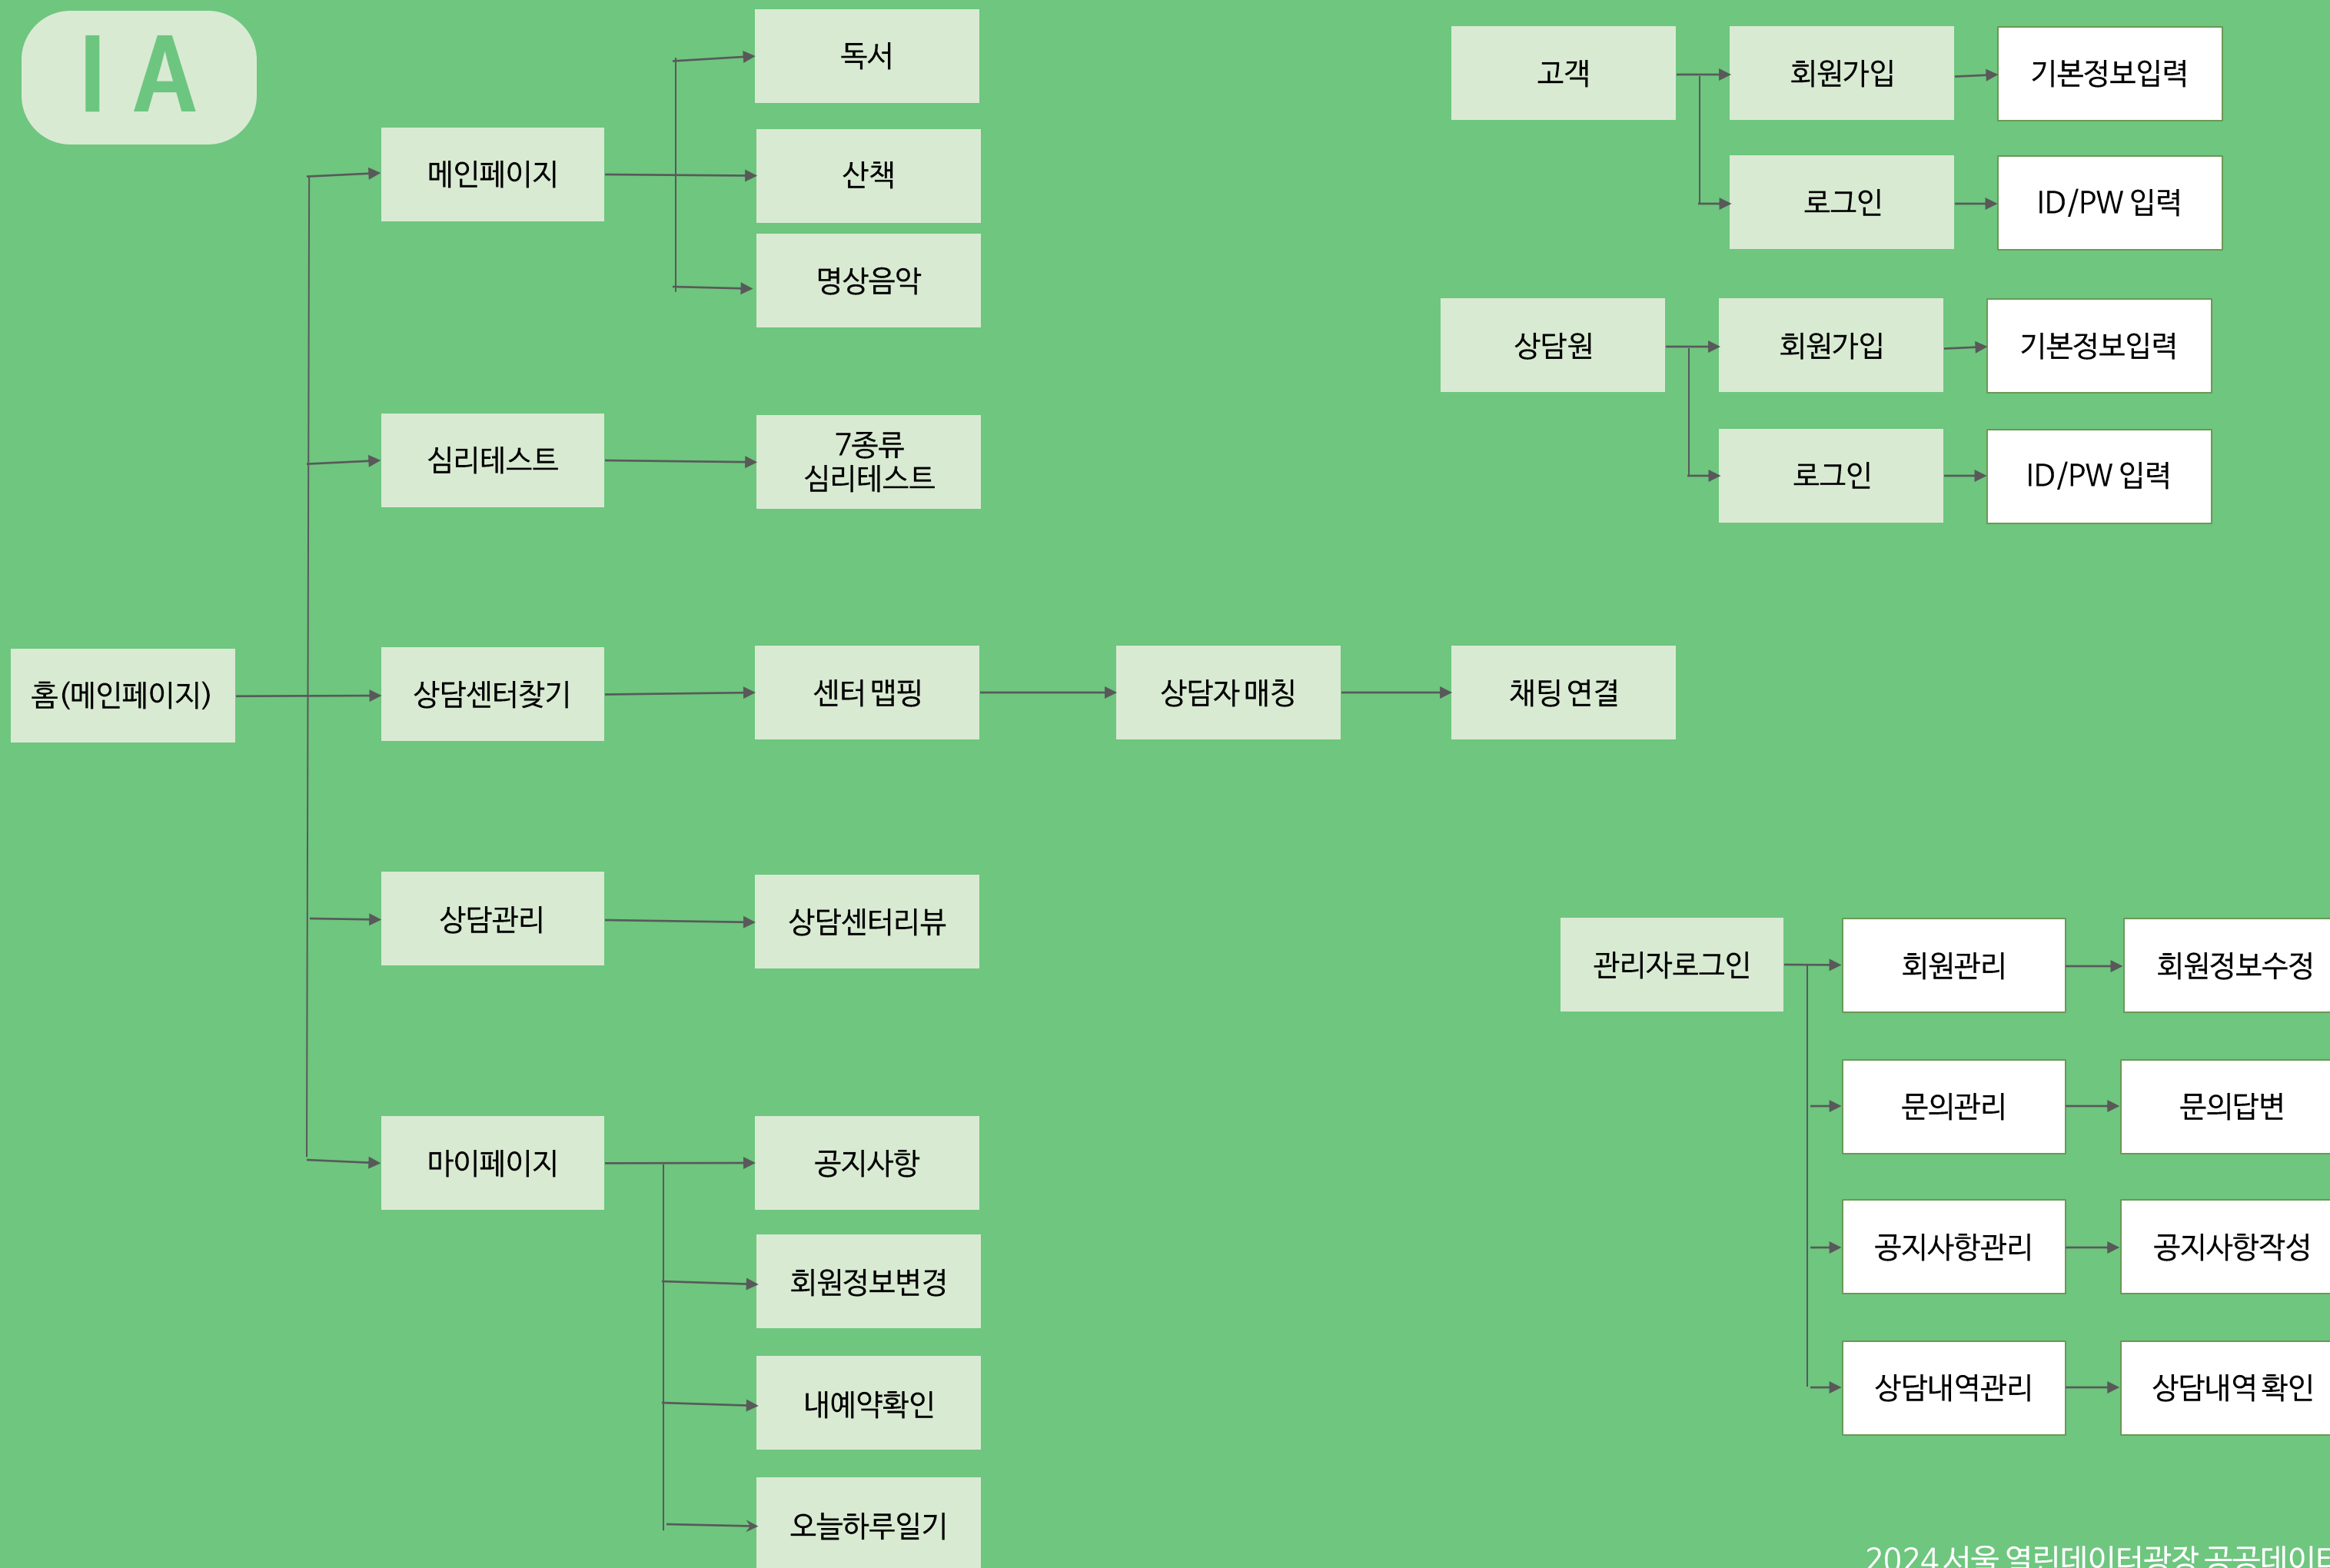 I A
독서
산책
명상음악
메인페이지
심리테스트
7종류
심리테스트
홈(메인페이지)
상담센터찾기
센터 맵핑
상담자 매칭
채팅 연결
상담관리
상담센터리뷰
마이페이지
공지사항
회원정보변경
내예약확인
오늘하루일기
고객
회원가입
기본정보입력
로그인
ID/PW 입력
상담원
회원가입
기본정보입력
로그인
ID/PW 입력
관리자로그인
회원관리
회원정보수정
문의관리
문의답변
공지사항관리
공지사항작성
상담내역관리
상담내역 확인
2024 서울 열린데이터광장 공공데이터